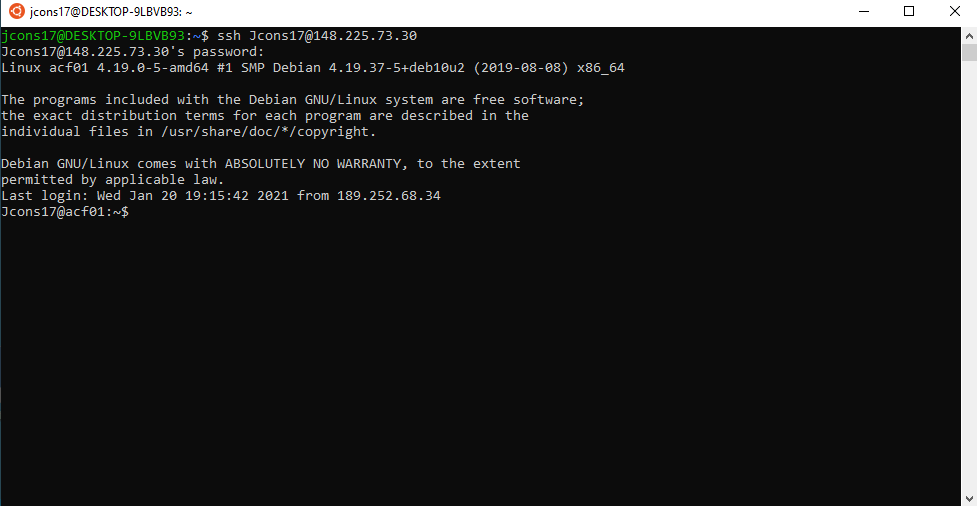 jcons17@DESKTOP-9LBVB93: ~
jcons17@DESKTOP-9LBVB93:~$ ssh Jcons17@148.225.73.30
Jcons17@148.225.73.30's password:
Linux acf01 4.19.0-5-amd64 #1 SMP Debian 4.19.37-5+deb10u2 (2019-08-08) x86_64
The programs included with the Debian GNU/Linux system are free software;
the exact distribution terms for each program are described in the
individual files in /usr/share/doc/*/copyright.
Debian GNU/Linux comes with ABSOLUTELY NO WARRANTY, to the extent
permitted by applicable law.
Last login: Wed Jan 20 19:15:42 2021 from 189.252.68.34
Jcons17@acf01:~$